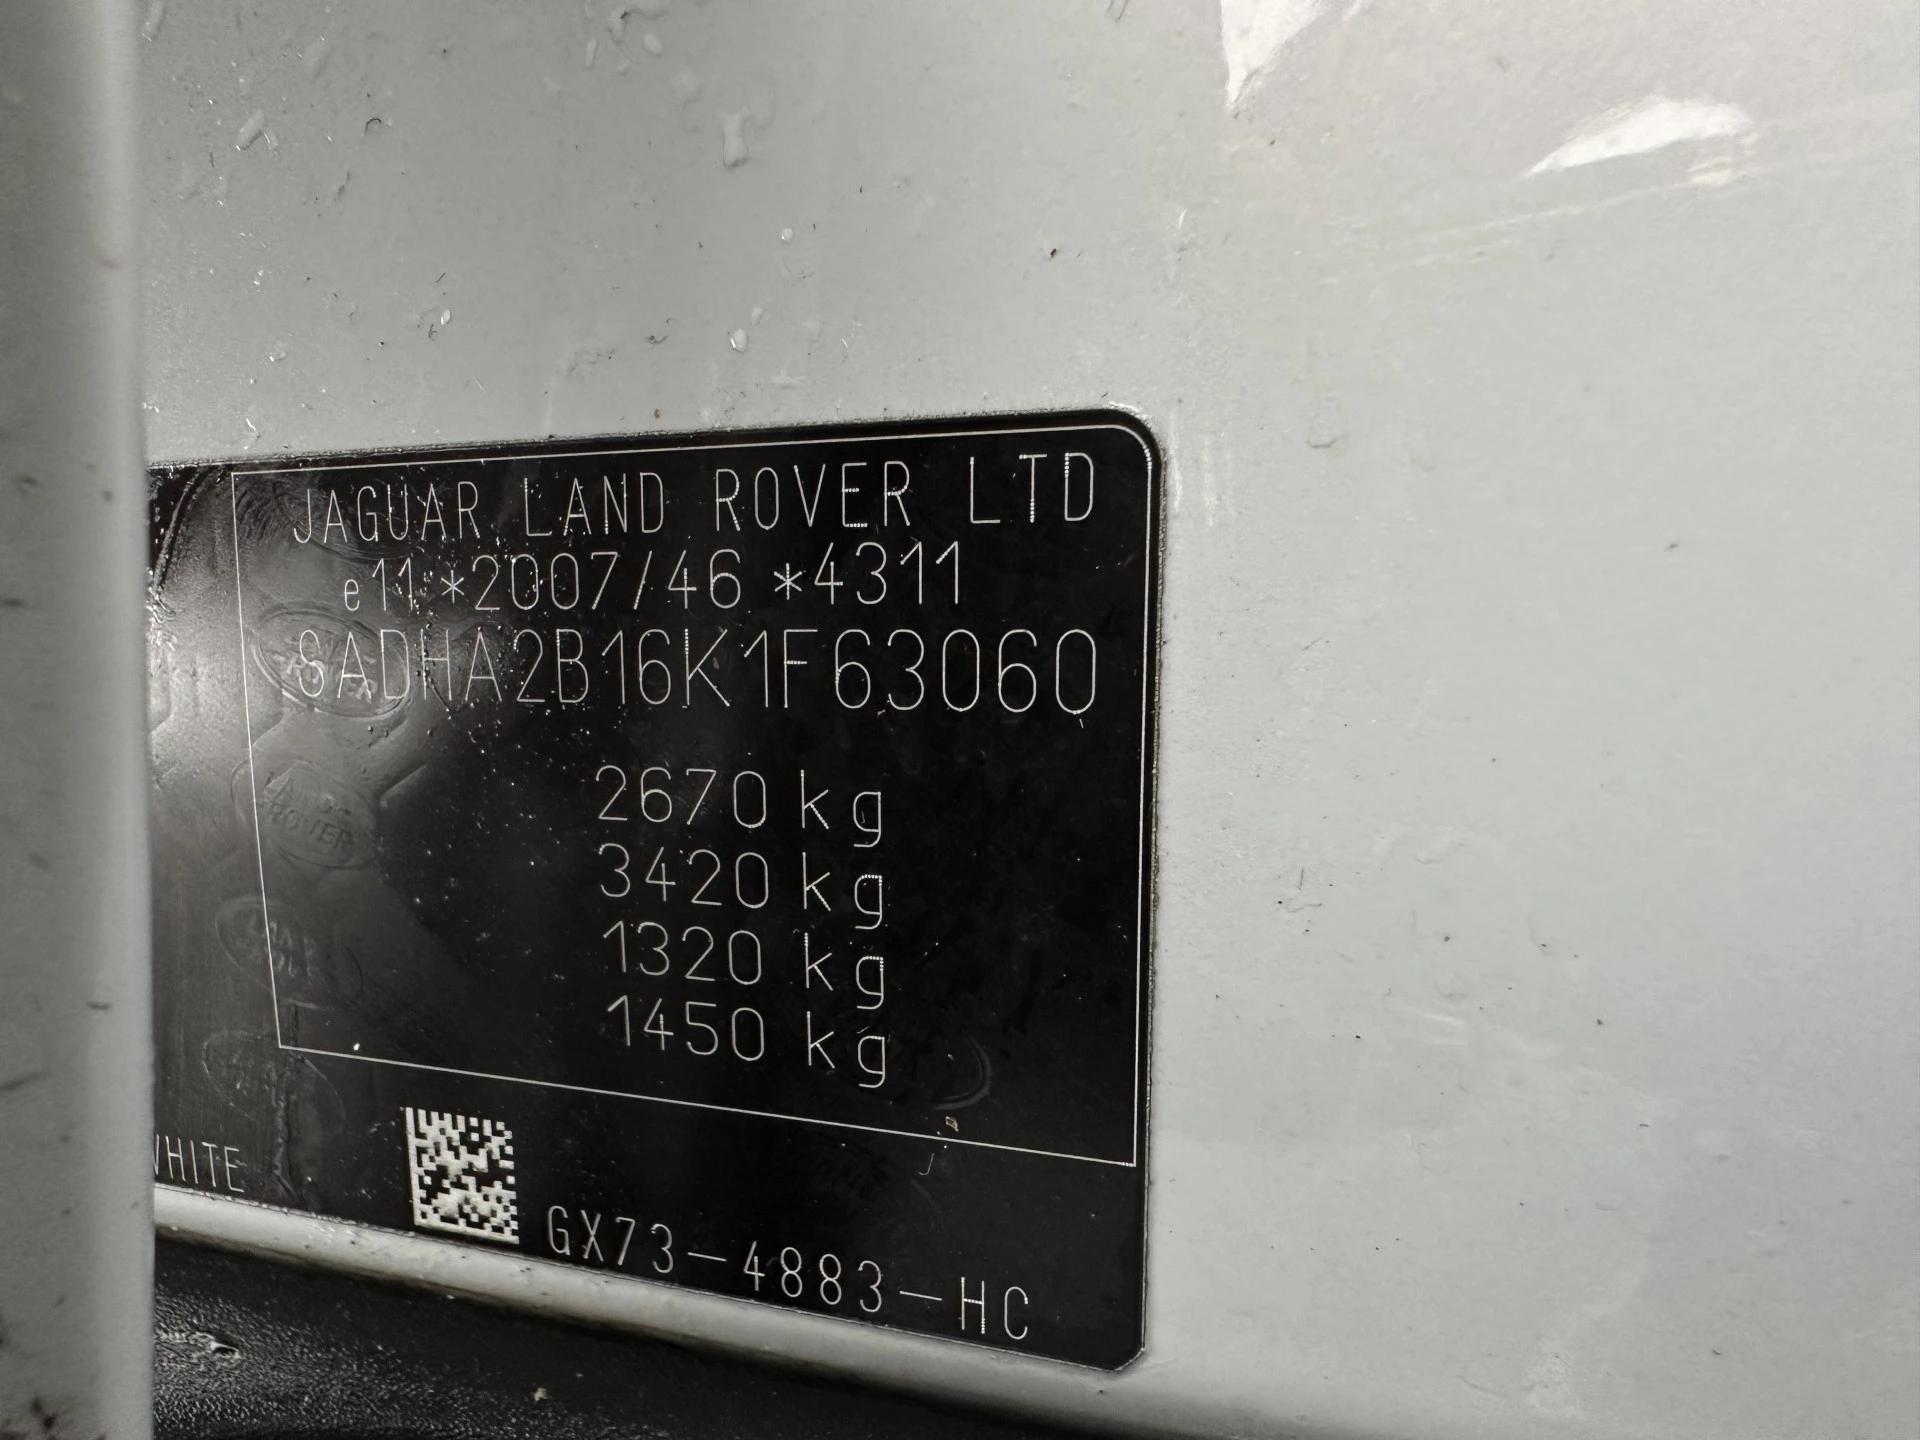 JAGUAR LAND ROVER LTD
e11*2007/46*4311
SADHA2B16K1F63060
2670 kg
3420 kg
1320 kg
1450 kg
WHITE
GX73-4883-HC